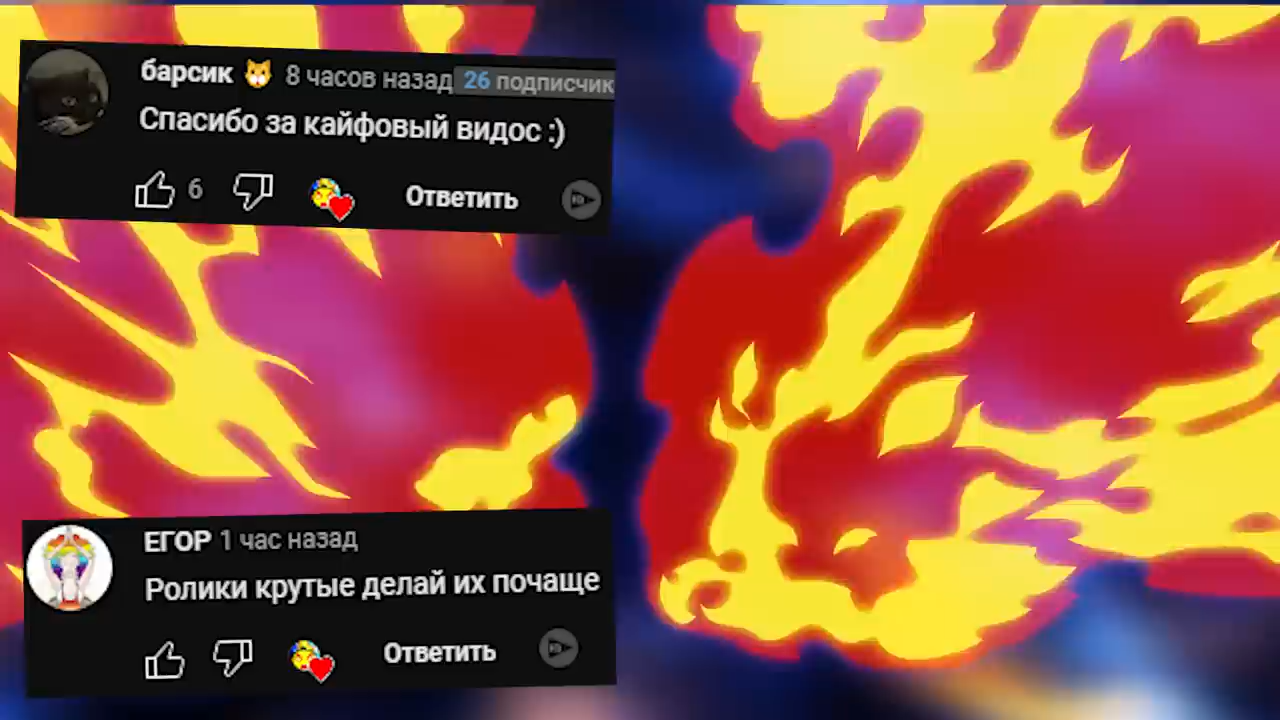 барсик 🐱 8 часов назад 26 подписчик
Спасибо за кайфовый видос :)
6
Ответить
ЕГОР 1 час назад
Ролики крутые делай их почаще
Ответить